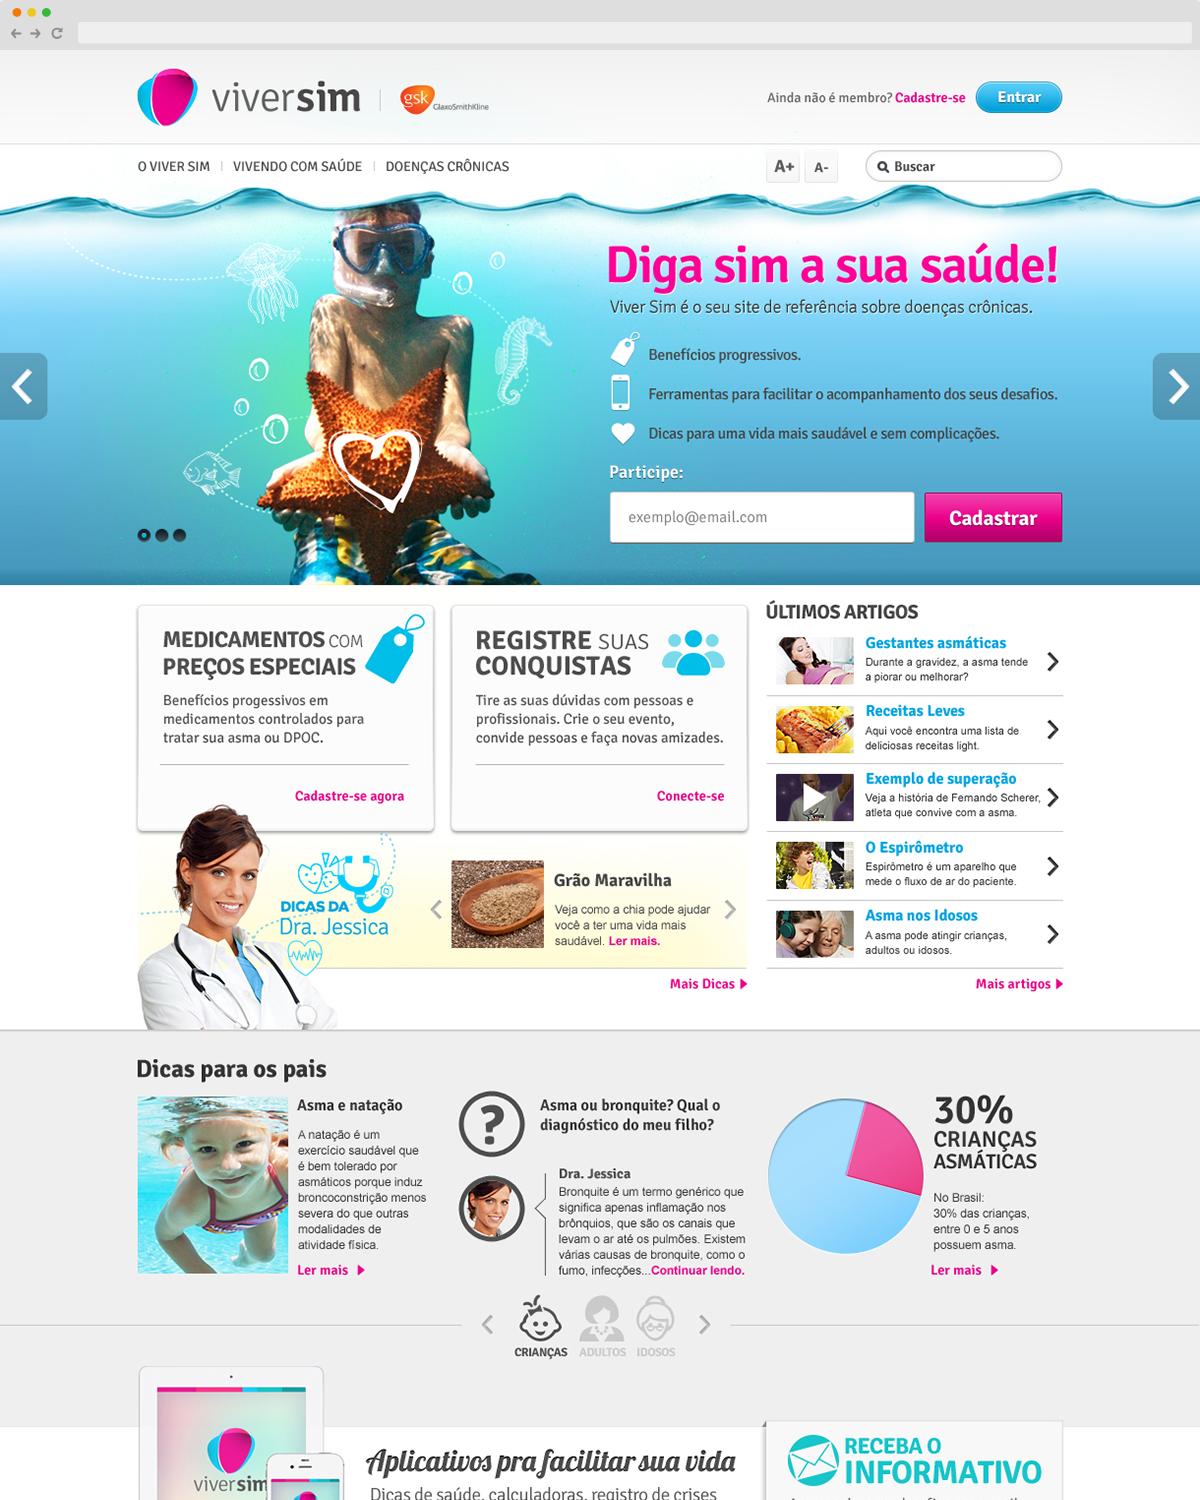 viversim
gsk
GlaxoSmithKline
Ainda não é membro? Cadastre-se
Entrar
O VIVER SIM
VIVENDO COM SAÚDE
DOENÇAS CRÔNICAS
A+
A-
Buscar
Diga sim a sua saúde!
Viver Sim é o seu site de referência sobre doenças crônicas.
Benefícios progressivos.
Ferramentas para facilitar o acompanhamento dos seus desafios.
Dicas para uma vida mais saudável e sem complicações.
Participe:
exemplo@email.com
Cadastrar
MEDICAMENTOS COM
PREÇOS ESPECIAIS
Benefícios progessivos em
medicamentos controlados para
tratar sua asma ou DPOC.
Cadastre-se agora
REGISTRE SUAS
CONQUISTAS
Tire as suas dúvidas com pessoas e
profissionais. Crie o seu evento,
convide pessoas e faça novas amizades.
Conecte-se
ÚLTIMOS ARTIGOS
Gestantes asmáticas
Durante a gravidez, a asma tende
a piorar ou melhorar?
Receitas Leves
Aqui você encontra uma lista de
deliciosas receitas light.
Exemplo de superação
Veja a história de Fernando Scherer,
atleta que convive com a asma.
O Espirômetro
Espirômetro é um aparelho que
mede o fluxo de ar do paciente.
Asma nos Idosos
A asma pode atingir crianças,
adultos ou idosos.
Mais artigos
DICAS DA
Dra. Jessica
Grão Maravilha
Veja como a chia pode ajudar
você a ter uma vida mais
saudável. Ler mais.
Mais Dicas
Dicas para os pais
Asma e natação
A natação é um
exercício saudável que
é bem tolerado por
asmáticos porque induz
broncoconstrição menos
severa do que outras
modalidades de
atividade física.
Ler mais
?
Asma ou bronquite? Qual o
diagnóstico do meu filho?
Dra. Jessica
Bronquite é um termo genérico que
significa apenas inflamação nos
brônquios, que são os canais que
levam o ar até os pulmões. Existem
várias causas de bronquite, como o
fumo, infecções...Continuar lendo.
30%
CRIANÇAS
ASMÁTICAS
No Brasil:
30% das crianças,
entre 0 e 5 anos
possuem asma.
Ler mais
CRIANÇAS
ADULTOS
IDOSOS
viversim
Aplicativos pra facilitar sua vida
Dicas de saúde, calculadoras, registro de crises
RECEBA O
INFORMATIVO